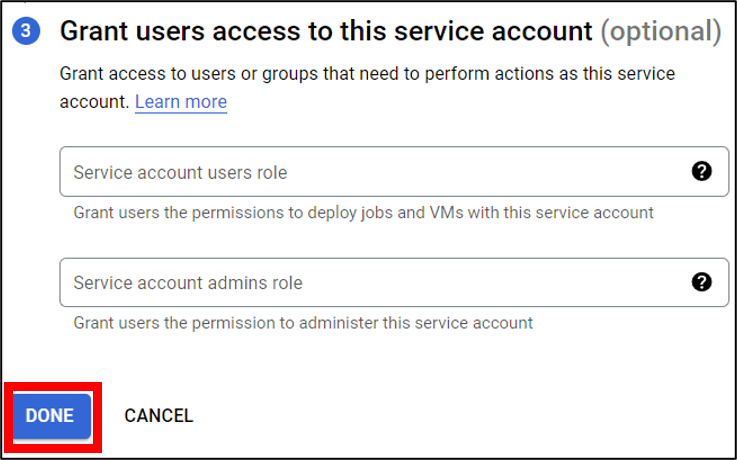 3 Grant users access to this service account (optional)
Grant access to users or groups that need to perform actions as this service
account. Learn more
Service account users role ?
Grant users the permissions to deploy jobs and VMs with this service account
Service account admins role ?
Grant users the permission to administer this service account
DONE CANCEL